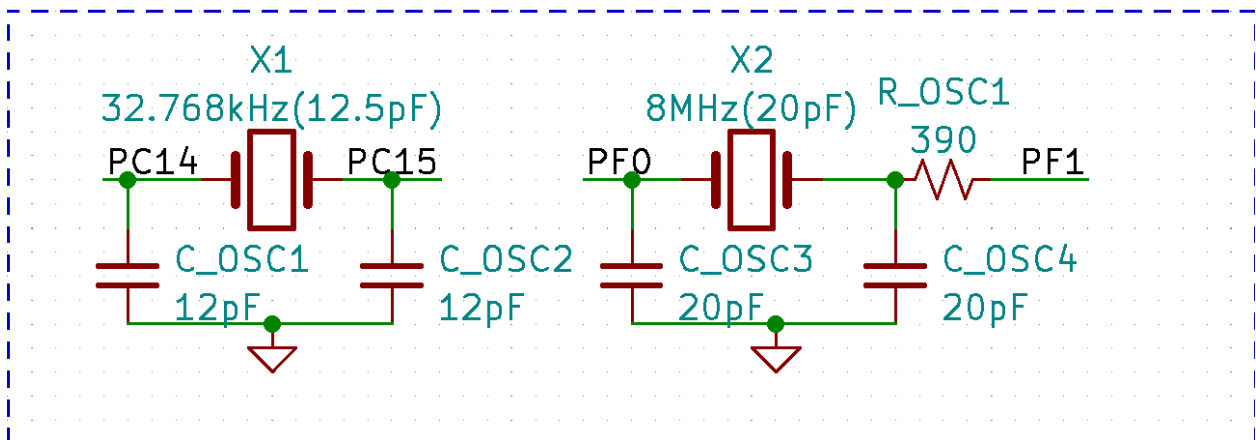 X1
32.768kHz(12.5pF)
PC14
PC15
C_OSC1
12pF
C_OSC2
12pF
X2
8MHz(20pF)
R_OSC1
390
PF0
PF1
C_OSC3
20pF
C_OSC4
20pF